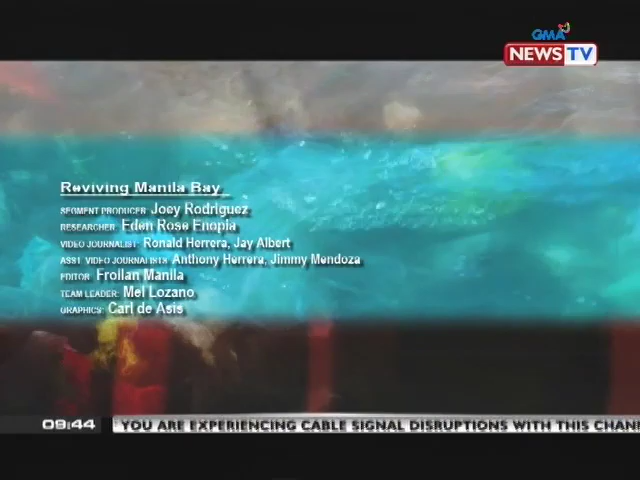 GMA
NEWS TV
Reviving Manila Bay
SEGMENT PRODUCER: Joey Rodriguez
RESEARCHER: Eden Rose Enopia
VIDEO JOURNALIST: Ronald Herrera, Jay Albert
ASST. VIDEO JOURNALISTS: Anthony Herrera, Jimmy Mendoza
EDITOR: Froilan Manila
TEAM LEADER: Mel Lozano
GRAPHICS: Carl de Asis
09:44 YOU ARE EXPERIENCING CABLE SIGNAL DISRUPTIONS WITH THIS CHANN